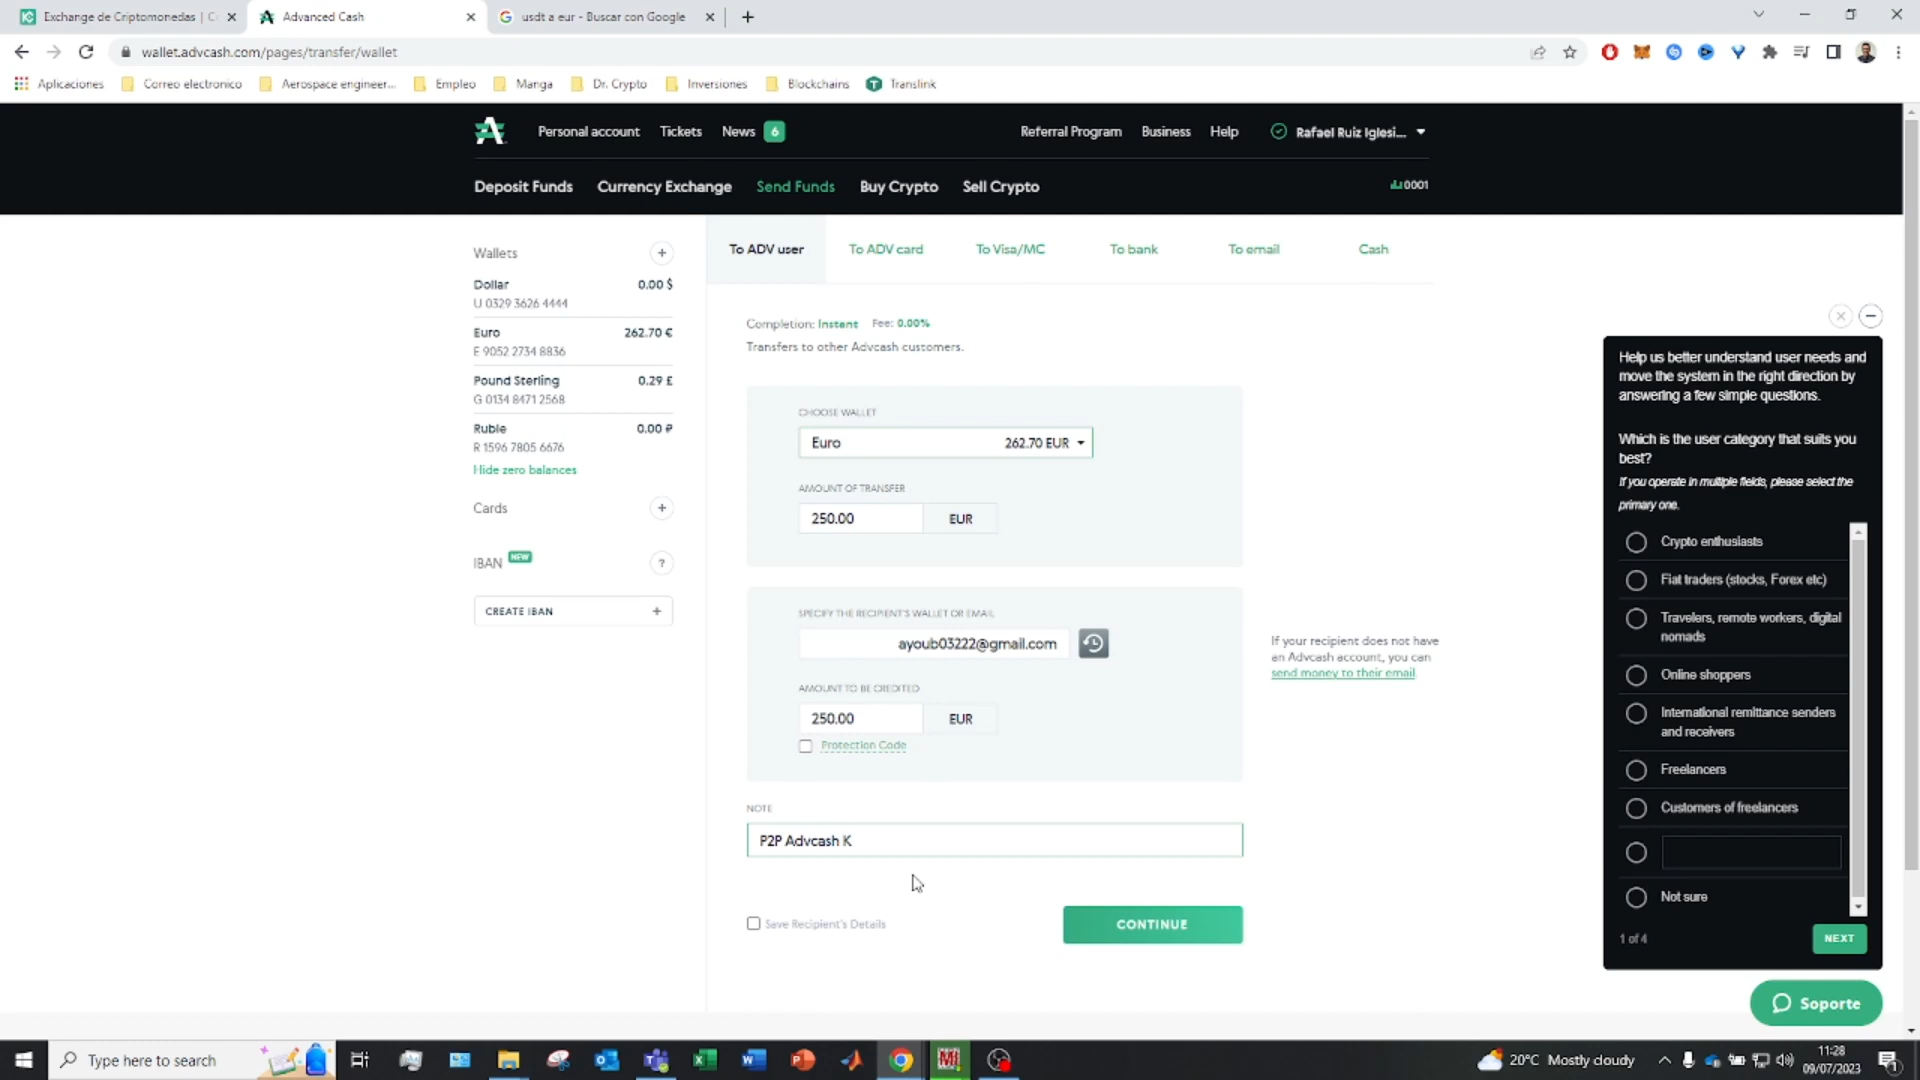 Exchange de Criptomonedas | C
Advanced Cash
usdt a eur - Buscar con Google
wallet.advcash.com/pages/transfer/wallet
Aplicaciones
Correo electronico
Aerospace engineer...
Empleo
Manga
Dr. Crypto
Inversiones
Blockchains
Translink
Personal account
Tickets
News
6
Referral Program
Business
Help
Rafael Ruiz Iglesi...
Deposit Funds
Currency Exchange
Send Funds
Buy Crypto
Sell Crypto
0001
Wallets
Dollar 0.00 $
U 0329 3626 4444
Euro 262.70 €
E 9052 2734 8836
Pound Sterling 0.29 £
G 0134 8471 2568
Ruble 0.00 ₽
R 1596 7805 6676
Hide zero balances
Cards
IBAN NEW
?
CREATE IBAN +
To ADV user
To ADV card
To Visa/MC
To bank
To email
Cash
Completion: Instant Fee: 0.00%
Transfers to other Advcash customers.
CHOOSE WALLET
Euro 262.70 EUR
AMOUNT OF TRANSFER
250.00 EUR
SPECIFY THE RECIPIENT'S WALLET OR EMAIL
ayoub03222@gmail.com
AMOUNT TO BE CREDITED
250.00 EUR
Protection Code
If your recipient does not have
an Advcash account, you can
send money to their email.
NOTE
P2P Advcash K
Save Recipient's Details
CONTINUE
Help us better understand user needs and
move the system in the right direction by
answering a few simple questions.
Which is the user category that suits you
best?
If you operate in multiple fields, please select the
primary one.
Crypto enthusiasts
Fiat traders (stocks, Forex etc)
Travelers, remote workers, digital
nomads
Online shoppers
International remittance senders
and receivers
Freelancers
Customers of freelancers
Not sure
1 of 4
NEXT
Soporte
Type here to search
20°C Mostly cloudy
11:28
09/07/2023
1